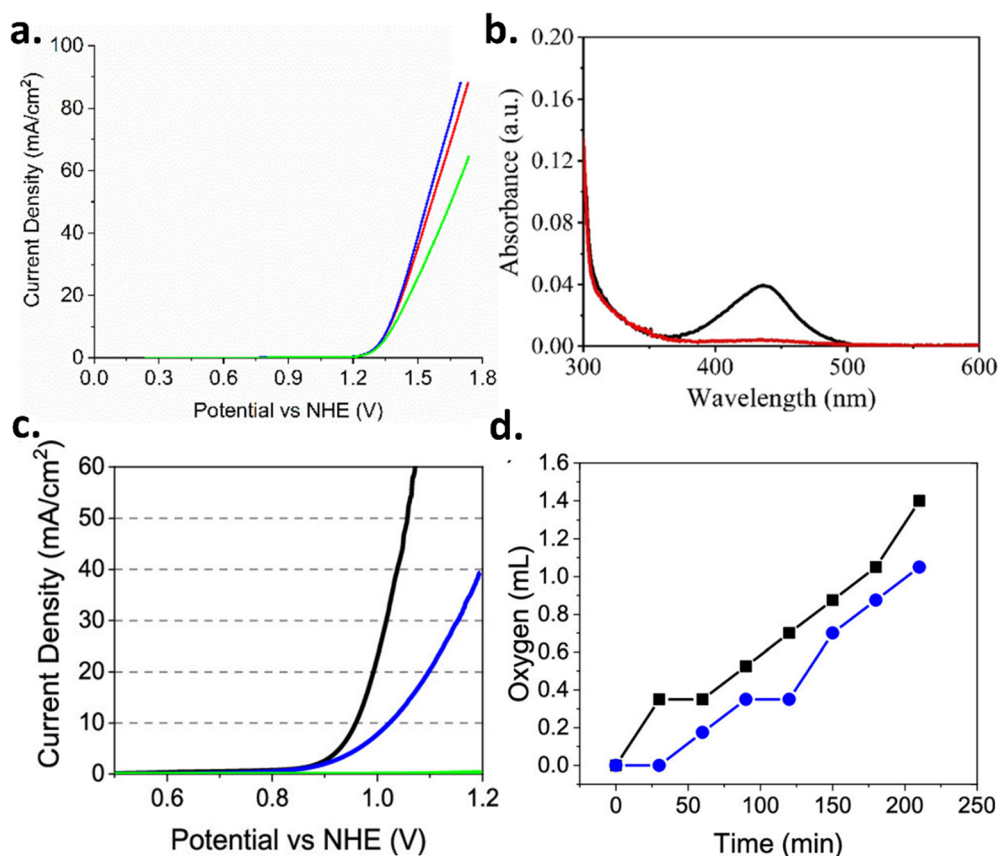 a.
100
80
60
40
20
0
Current Density (mA/cm²)
0.0 0.3 0.6 0.9 1.2 1.5 1.8
Potential vs NHE (V)
b.
0.20
0.16
0.12
0.08
0.04
0.00
Absorbance (a.u.)
300 400 500 600
Wavelength (nm)
c.
60
50
40
30
20
10
0
Current Density (mA/cm²)
0.6 0.8 1.0 1.2
Potential vs NHE (V)
d.
1.6
1.4
1.2
1.0
0.8
0.6
0.4
0.2
0.0
Oxygen (mL)
0 50 100 150 200 250
Time (min)